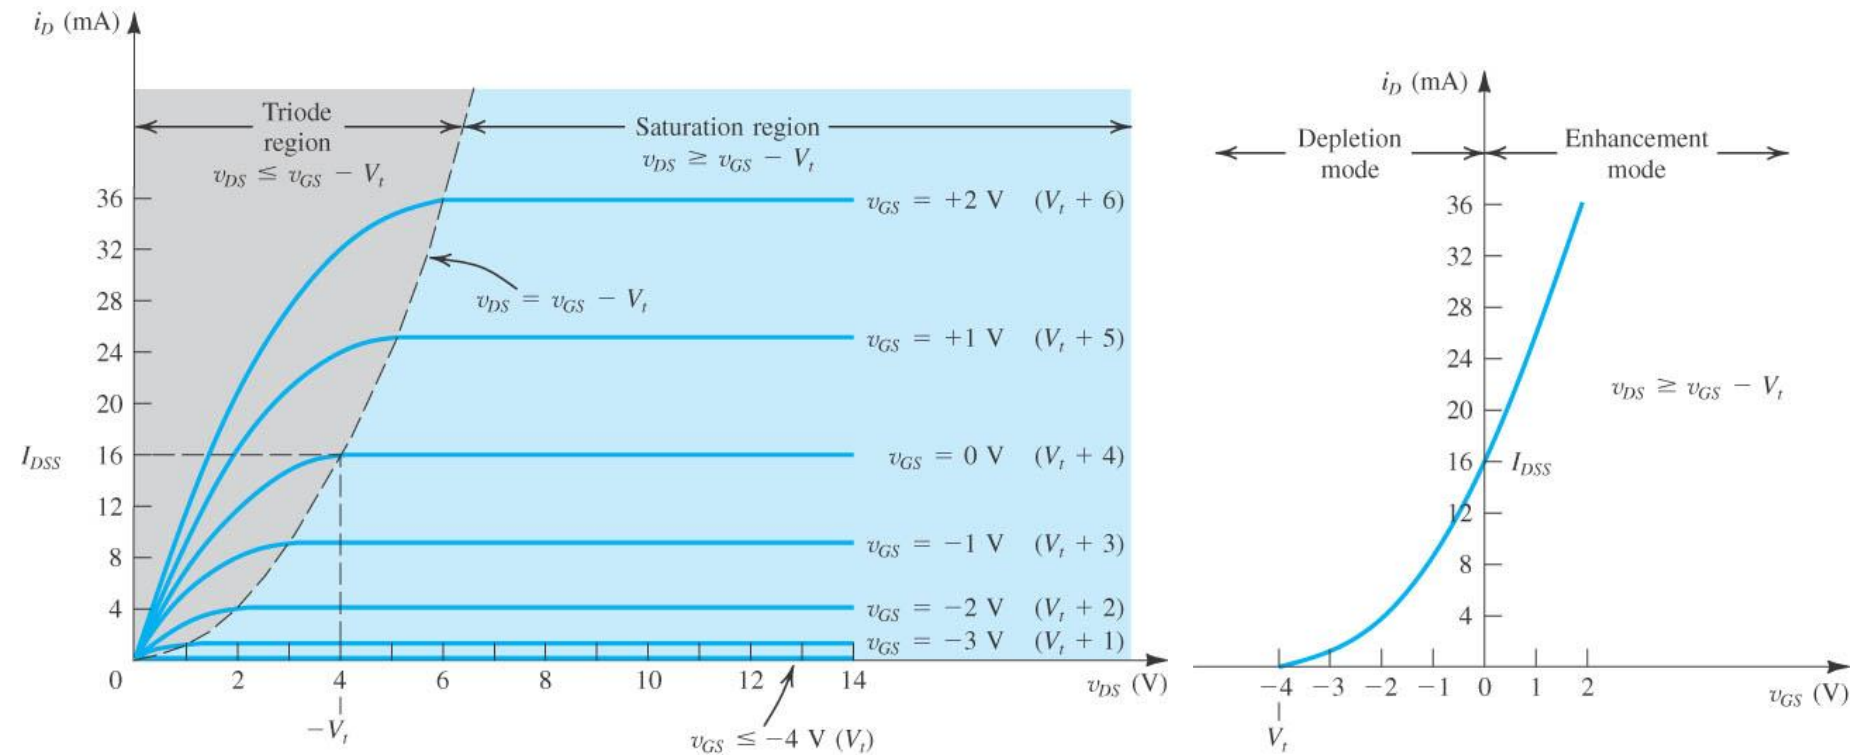 i_D (mA)
Triode
region
v_DS ≤ v_GS − V_t
Saturation region
v_DS ≥ v_GS − V_t
36
32
28
24
20
I_DSS
16
12
8
4
0
v_GS = +2 V (V_t + 6)
v_DS = v_GS − V_t
v_GS = +1 V (V_t + 5)
v_GS = 0 V (V_t + 4)
v_GS = −1 V (V_t + 3)
v_GS = −2 V (V_t + 2)
v_GS = −3 V (V_t + 1)
2 4 6 8 10 12 14
v_DS (V)
−V_t
v_GS ≤ −4 V (V_t)
i_D (mA)
Depletion
mode
Enhancement
mode
36
32
28
24
20
16
I_DSS
12
8
4
v_DS ≥ v_GS − V_t
−4 −3 −2 −1 0 1 2
v_GS (V)
V_t